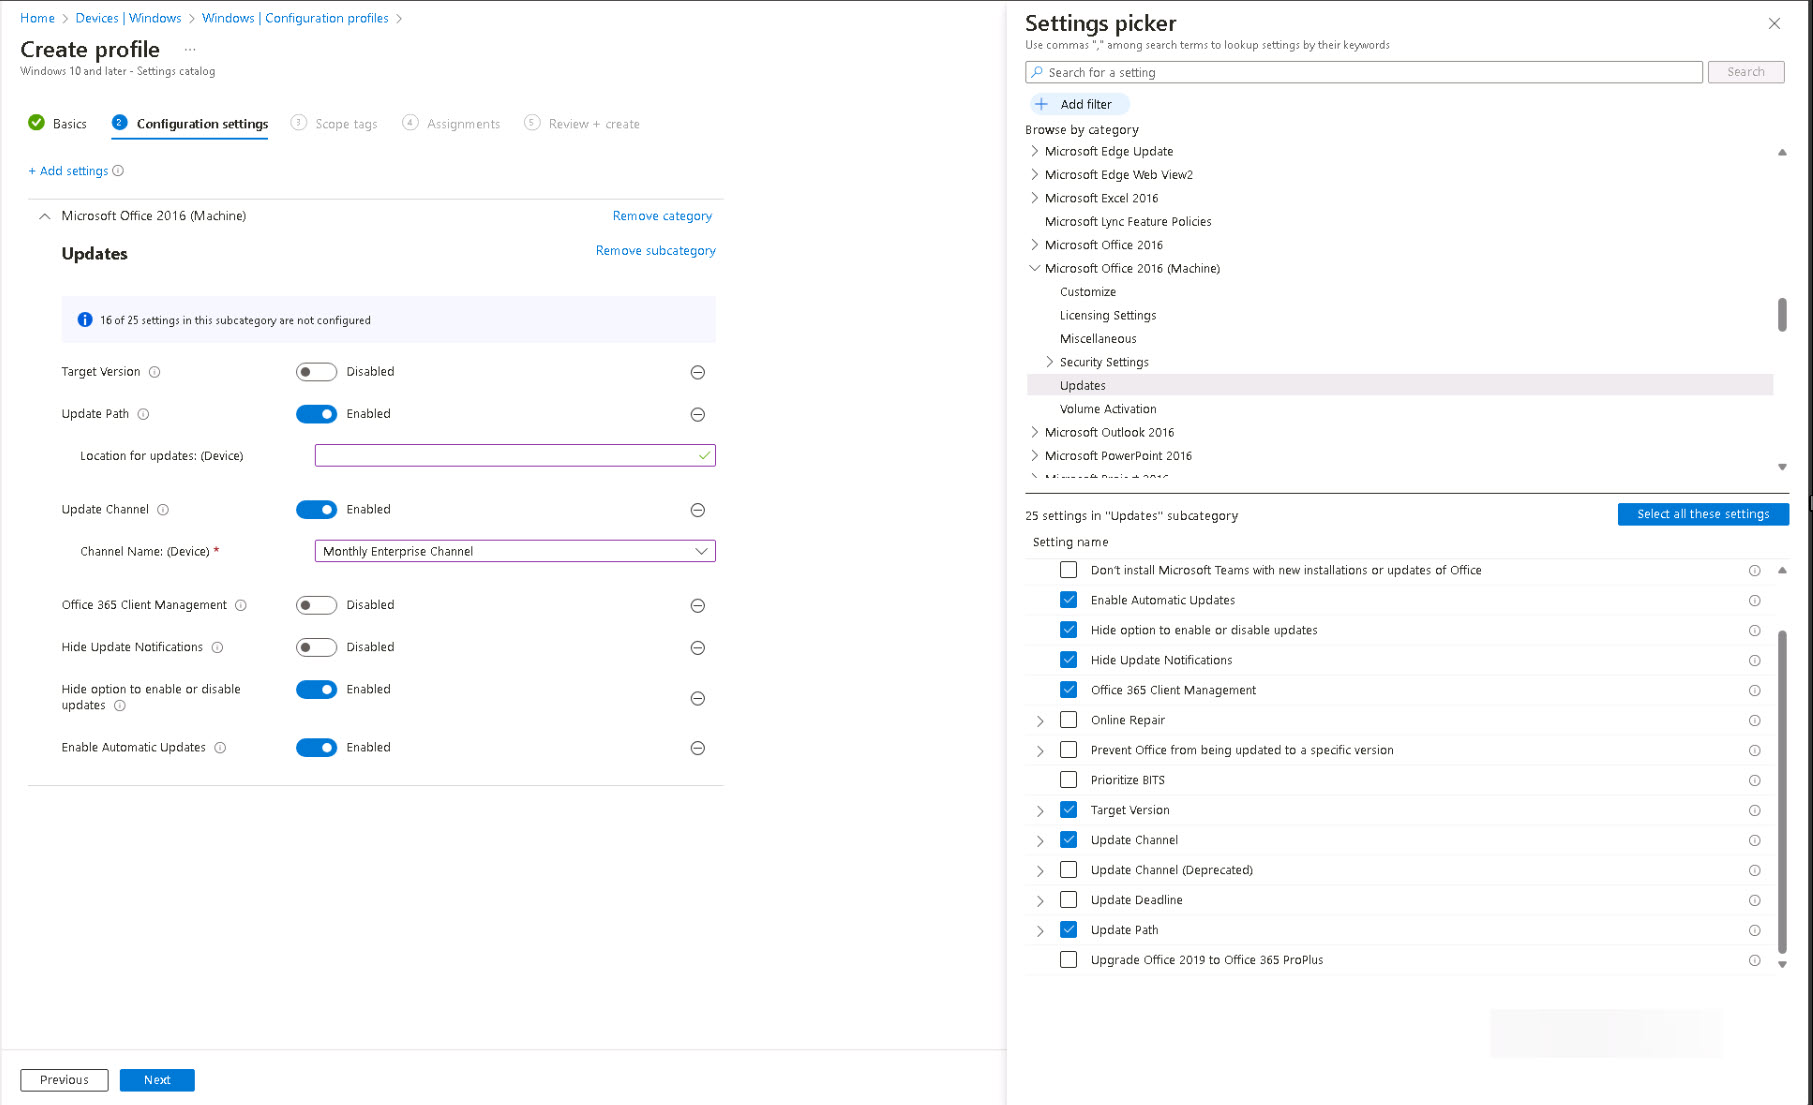 Home > Devices | Windows > Windows | Configuration profiles >
Create profile ...
Windows 10 and later - Settings catalog
Basics
2 Configuration settings
3 Scope tags
4 Assignments
5 Review + create
+ Add settings
Microsoft Office 2016 (Machine)
Remove category
Updates
Remove subcategory
16 of 25 settings in this subcategory are not configured
Target Version
Disabled
Update Path
Enabled
Location for updates: (Device)
Update Channel
Enabled
Channel Name: (Device) *
Monthly Enterprise Channel
Office 365 Client Management
Disabled
Hide Update Notifications
Disabled
Hide option to enable or disable
updates
Enabled
Enable Automatic Updates
Enabled
Previous
Next
Settings picker
Use commas "," among search terms to lookup settings by their keywords
Search for a setting
Search
+ Add filter
Browse by category
Microsoft Edge Update
Microsoft Edge Web View2
Microsoft Excel 2016
Microsoft Lync Feature Policies
Microsoft Office 2016
Microsoft Office 2016 (Machine)
Customize
Licensing Settings
Miscellaneous
Security Settings
Updates
Volume Activation
Microsoft Outlook 2016
Microsoft PowerPoint 2016
Microsoft Project 2016
25 settings in "Updates" subcategory
Select all these settings
Setting name
Don't install Microsoft Teams with new installations or updates of Office
Enable Automatic Updates
Hide option to enable or disable updates
Hide Update Notifications
Office 365 Client Management
Online Repair
Prevent Office from being updated to a specific version
Prioritize BITS
Target Version
Update Channel
Update Channel (Deprecated)
Update Deadline
Update Path
Upgrade Office 2019 to Office 365 ProPlus